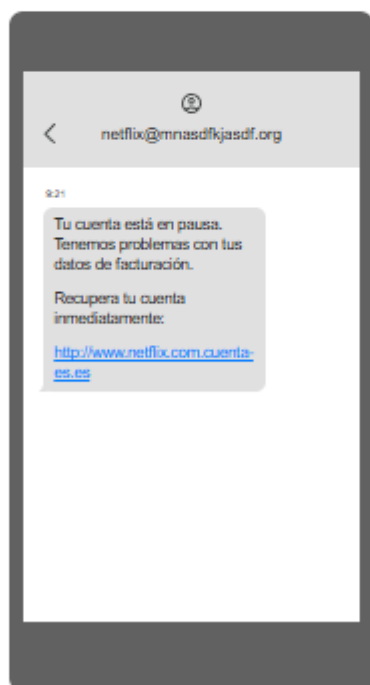 netflix@mnasdfkjasdf.org
9:21
Tu cuenta está en pausa.
Tenemos problemas con tus
datos de facturación.
Recupera tu cuenta
inmediatamente:
http://www.netflix.com.cuenta-
es.es